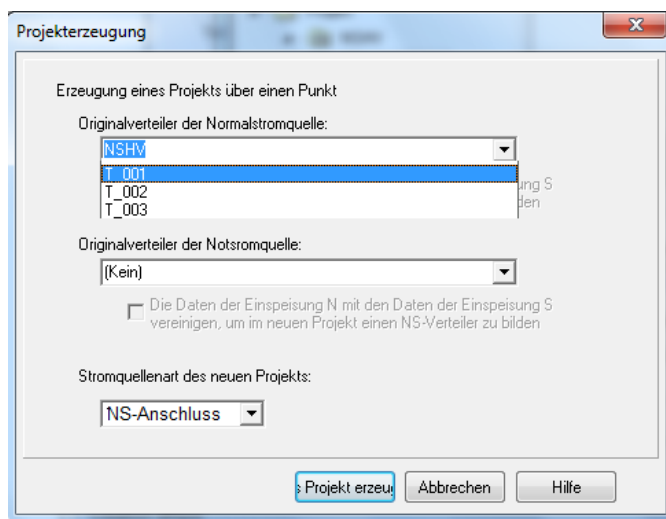 Projekterzeugung
Erzeugung eines Projekts über einen Punkt
Originalverteiler der Normalstromquelle:
NSHV
T_001
T_002
T_003
ung S
den
Originalverteiler der Notsromquelle:
(Kein)
Die Daten der Einspeisung N mit den Daten der Einspeisung S
vereinigen, um im neuen Projekt einen NS-Verteiler zu bilden
Stromquellenart des neuen Projekts:
NS-Anschluss
s Projekt erzeu
Abbrechen
Hilfe